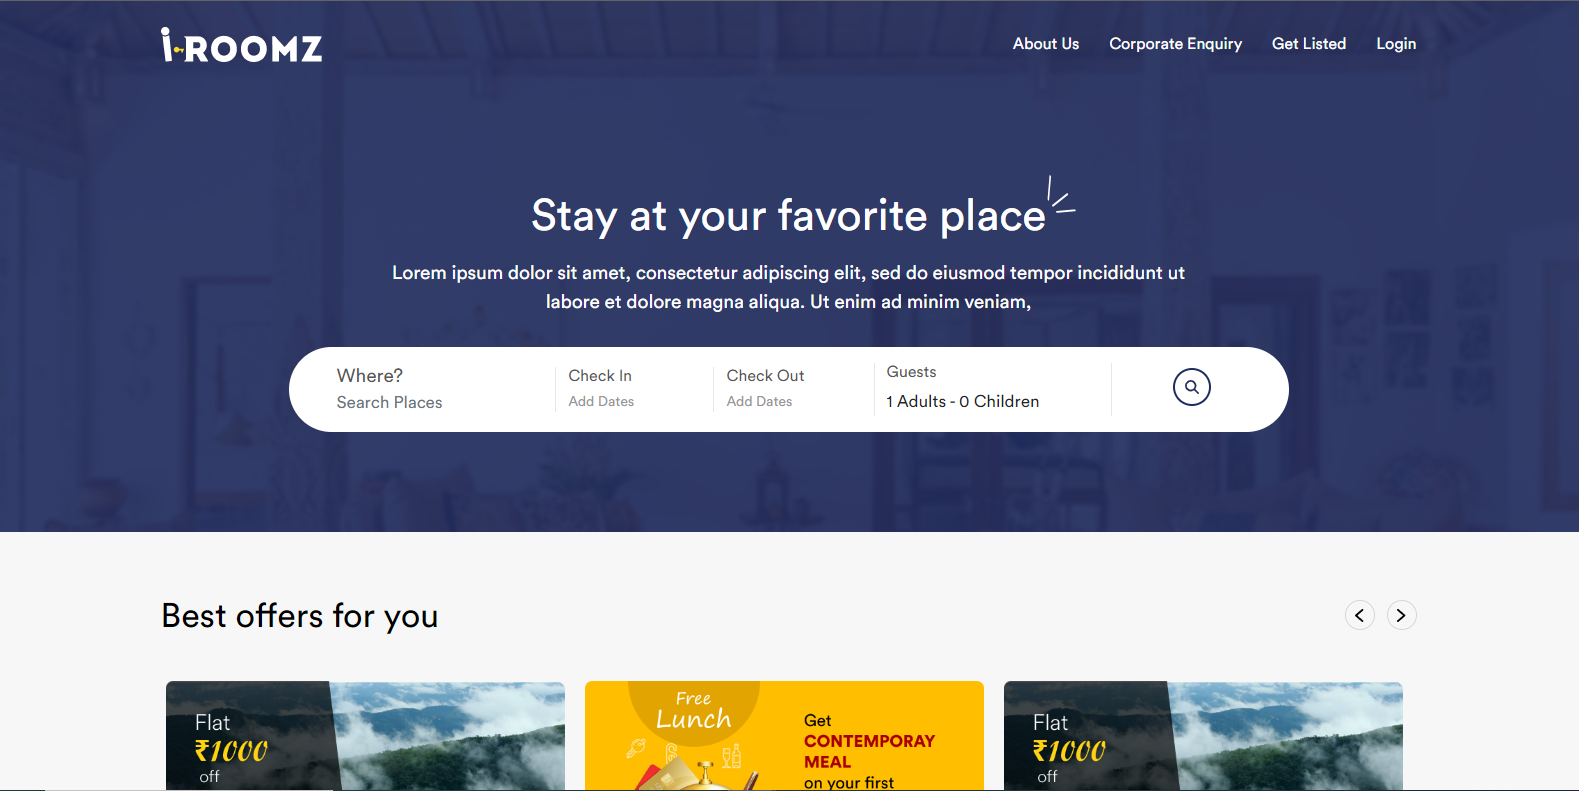 i-ROOMZ
About Us Corporate Enquiry Get Listed Login
Stay at your favorite place
Lorem ipsum dolor sit amet, consectetur adipiscing elit, sed do eiusmod tempor incididunt ut
labore et dolore magna aliqua. Ut enim ad minim veniam,
Where? Check In Check Out Guests
Search Places Add Dates Add Dates 1 Adults - 0 Children
Best offers for you
Flat
₹1000
off
Free
Lunch
Get
CONTEMPORAY
MEAL
on your first
Flat
₹1000
off